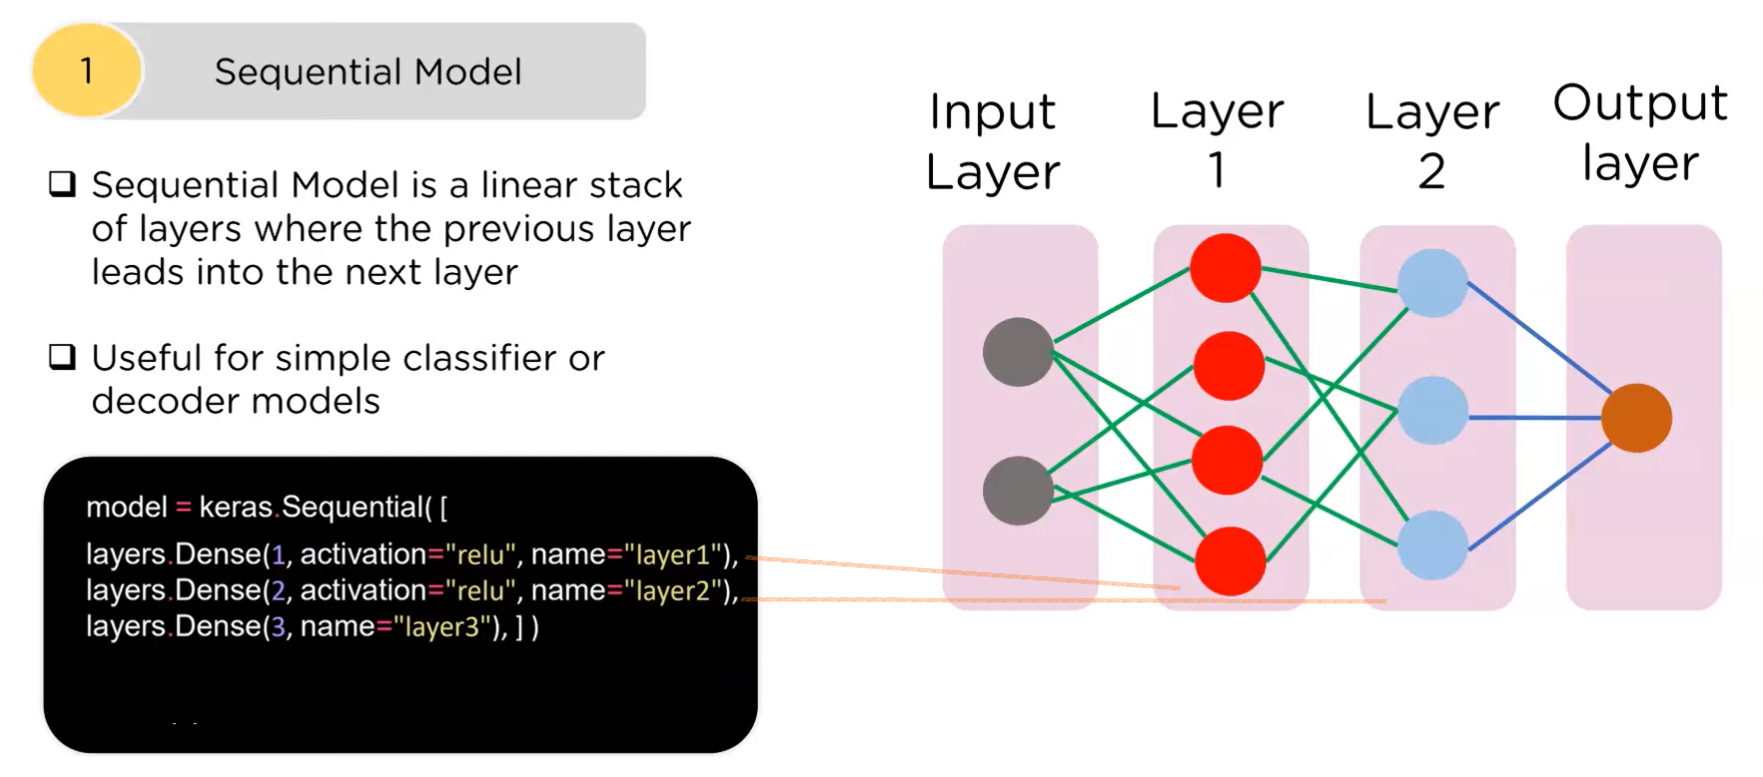 1
Sequential Model
❑ Sequential Model is a linear stack
of layers where the previous layer
leads into the next layer
❑ Useful for simple classifier or
decoder models
model = keras.Sequential( [
layers.Dense(1, activation="relu", name="layer1"),
layers.Dense(2, activation="relu", name="layer2"),
layers.Dense(3, name="layer3"), ] )
Input
Layer
Layer
1
Layer
2
Output
layer